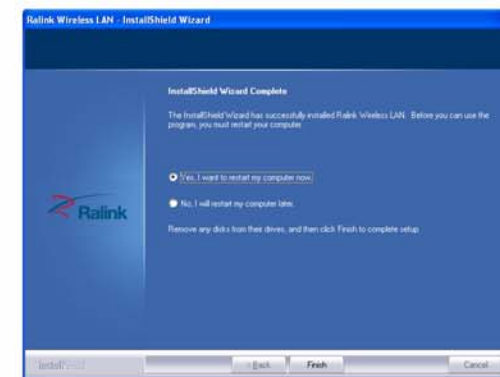 Ralink Wireless LAN - InstallShield Wizard
InstallShield Wizard Complete
The InstallShield Wizard has successfully installed Ralink Wireless LAN. Before you can use the
program, you must restart your computer.
Yes, I want to restart my computer now.
No, I will restart my computer later.
Remove any disks from their drives, and then click Finish to complete setup.
Ralink
InstallShield
< Back Finish Cancel